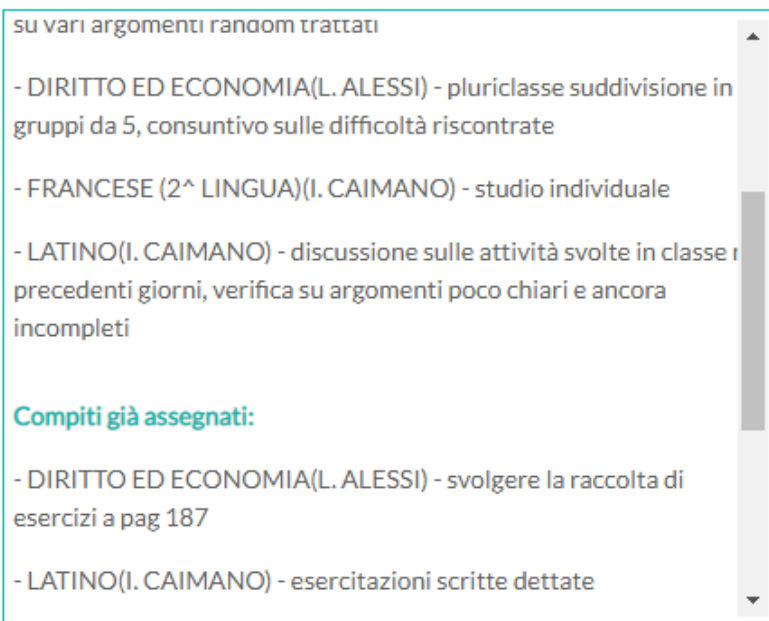 su vari argomenti random trattati
- DIRITTO ED ECONOMIA(L. ALESSI) - pluriclasse suddivisione in
gruppi da 5, consuntivo sulle difficoltà riscontrate
- FRANCESE (2^ LINGUA)(I. CAIMANO) - studio individuale
- LATINO(I. CAIMANO) - discussione sulle attività svolte in classe
precedenti giorni, verifica su argomenti poco chiari e ancora
incompleti
Compiti già assegnati:
- DIRITTO ED ECONOMIA(L. ALESSI) - svolgere la raccolta di
esercizi a pag 187
- LATINO(I. CAIMANO) - esercitazioni scritte dettate